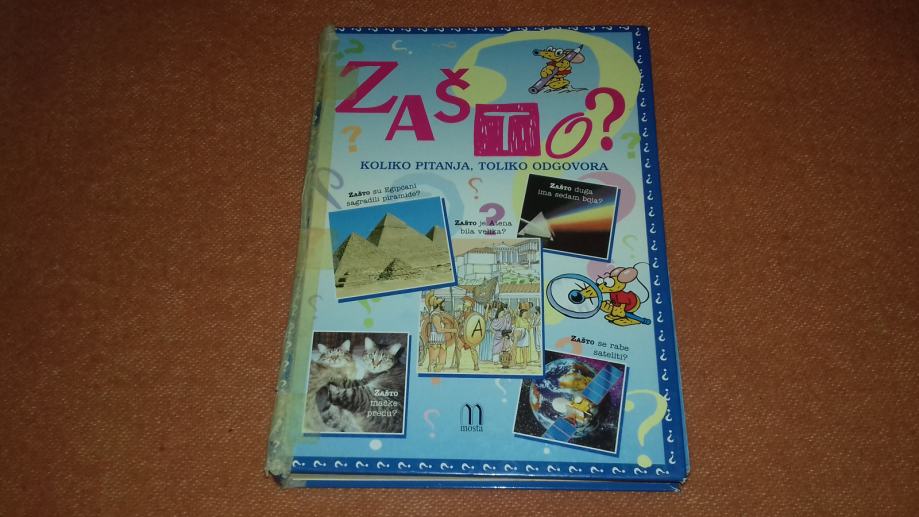 ZAŠTO?
KOLIKO PITANJA, TOLIKO ODGOVORA
ZAŠTO su Egipćani
sagradili piramide?
ZAŠTO je Atena
bila velika?
ZAŠTO duga
ima sedam boja?
A
ZAŠTO
mačke
predu?
ZAŠTO se rabe
sateliti?
m
mosta